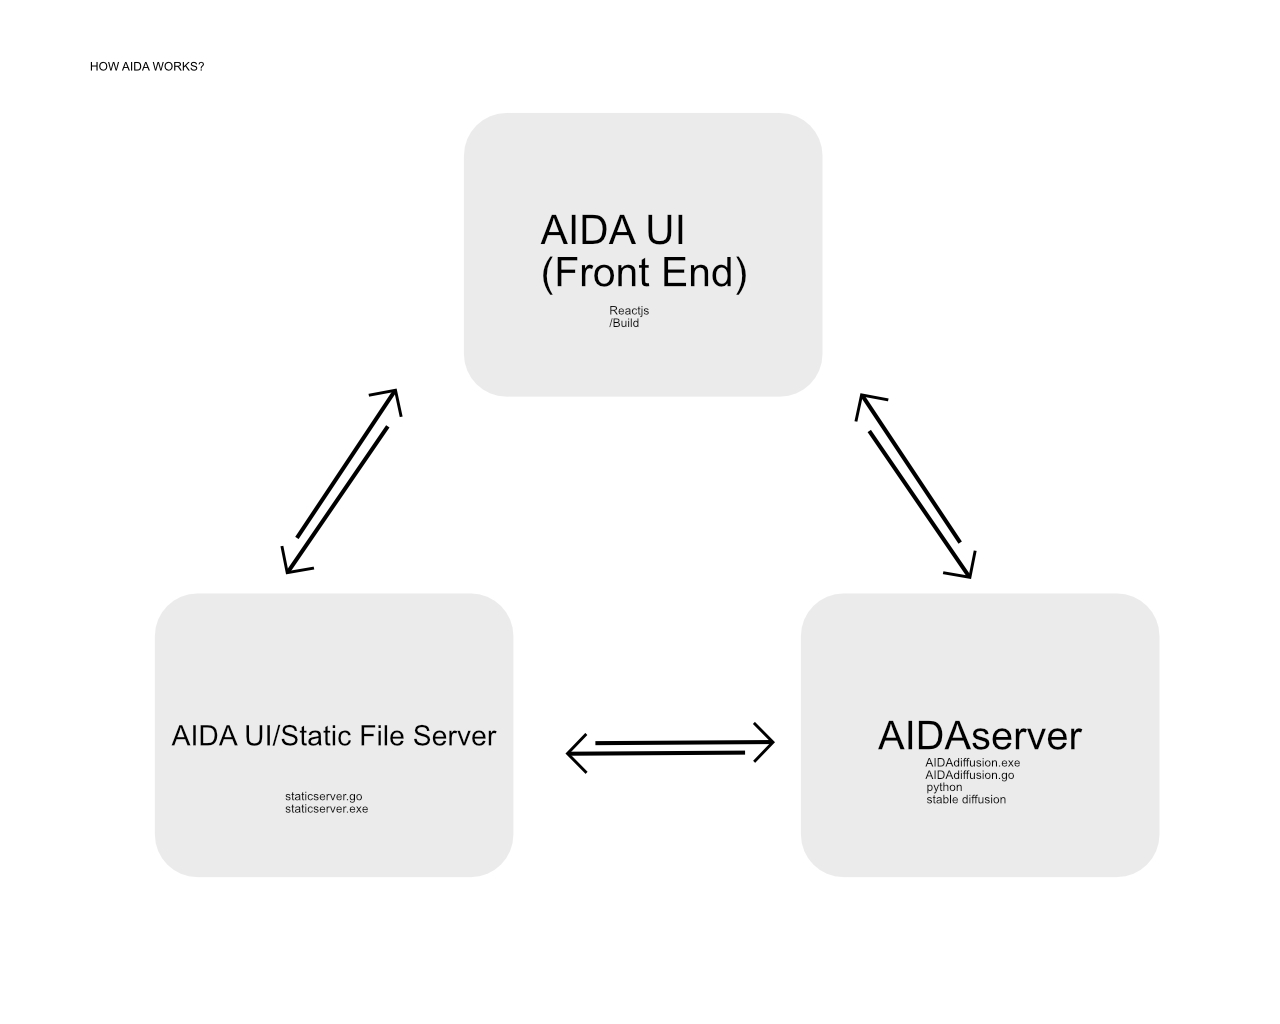 HOW AIDA WORKS?
AIDA UI
(Front End)
Reactjs
/Build
AIDA UI/Static File Server
staticserver.go
staticserver.exe
AIDAserver
AIDAdiffusion.exe
AIDAdiffusion.go
python
stable diffusion